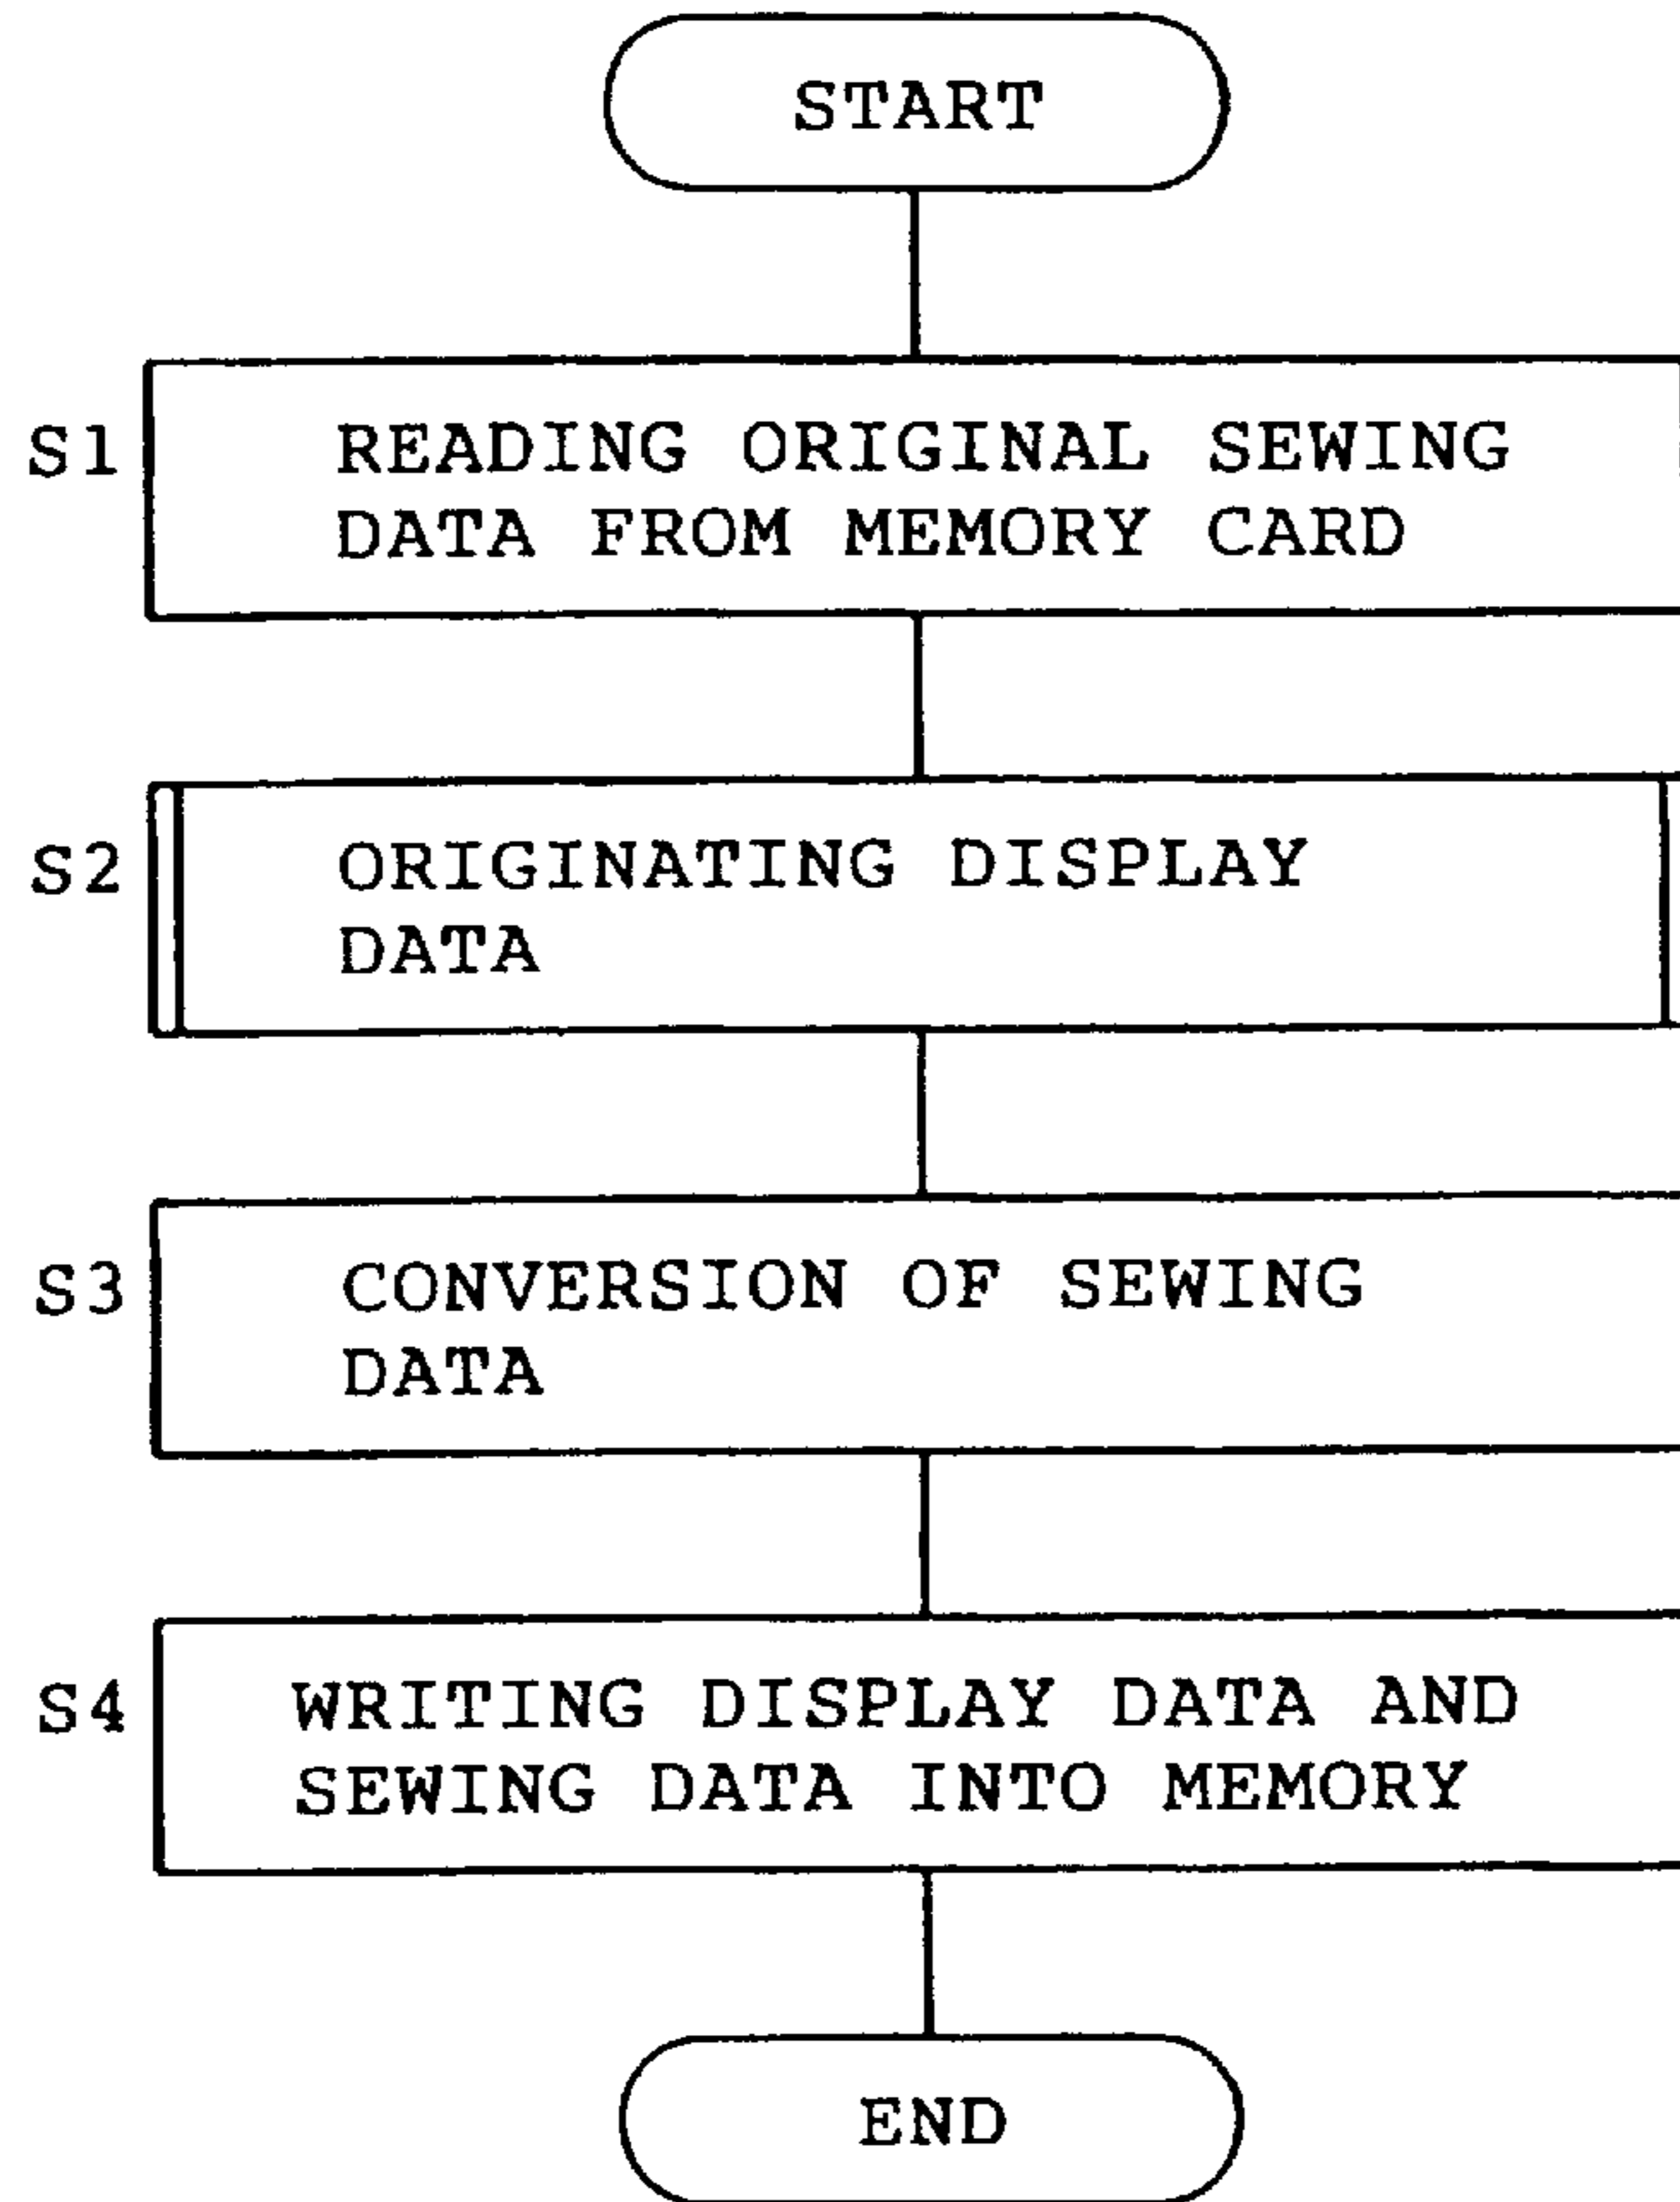 START
S1
READING ORIGINAL SEWING
DATA FROM MEMORY CARD
S2
ORIGINATING DISPLAY
DATA
S3
CONVERSION OF SEWING
DATA
S4
WRITING DISPLAY DATA AND
SEWING DATA INTO MEMORY
END